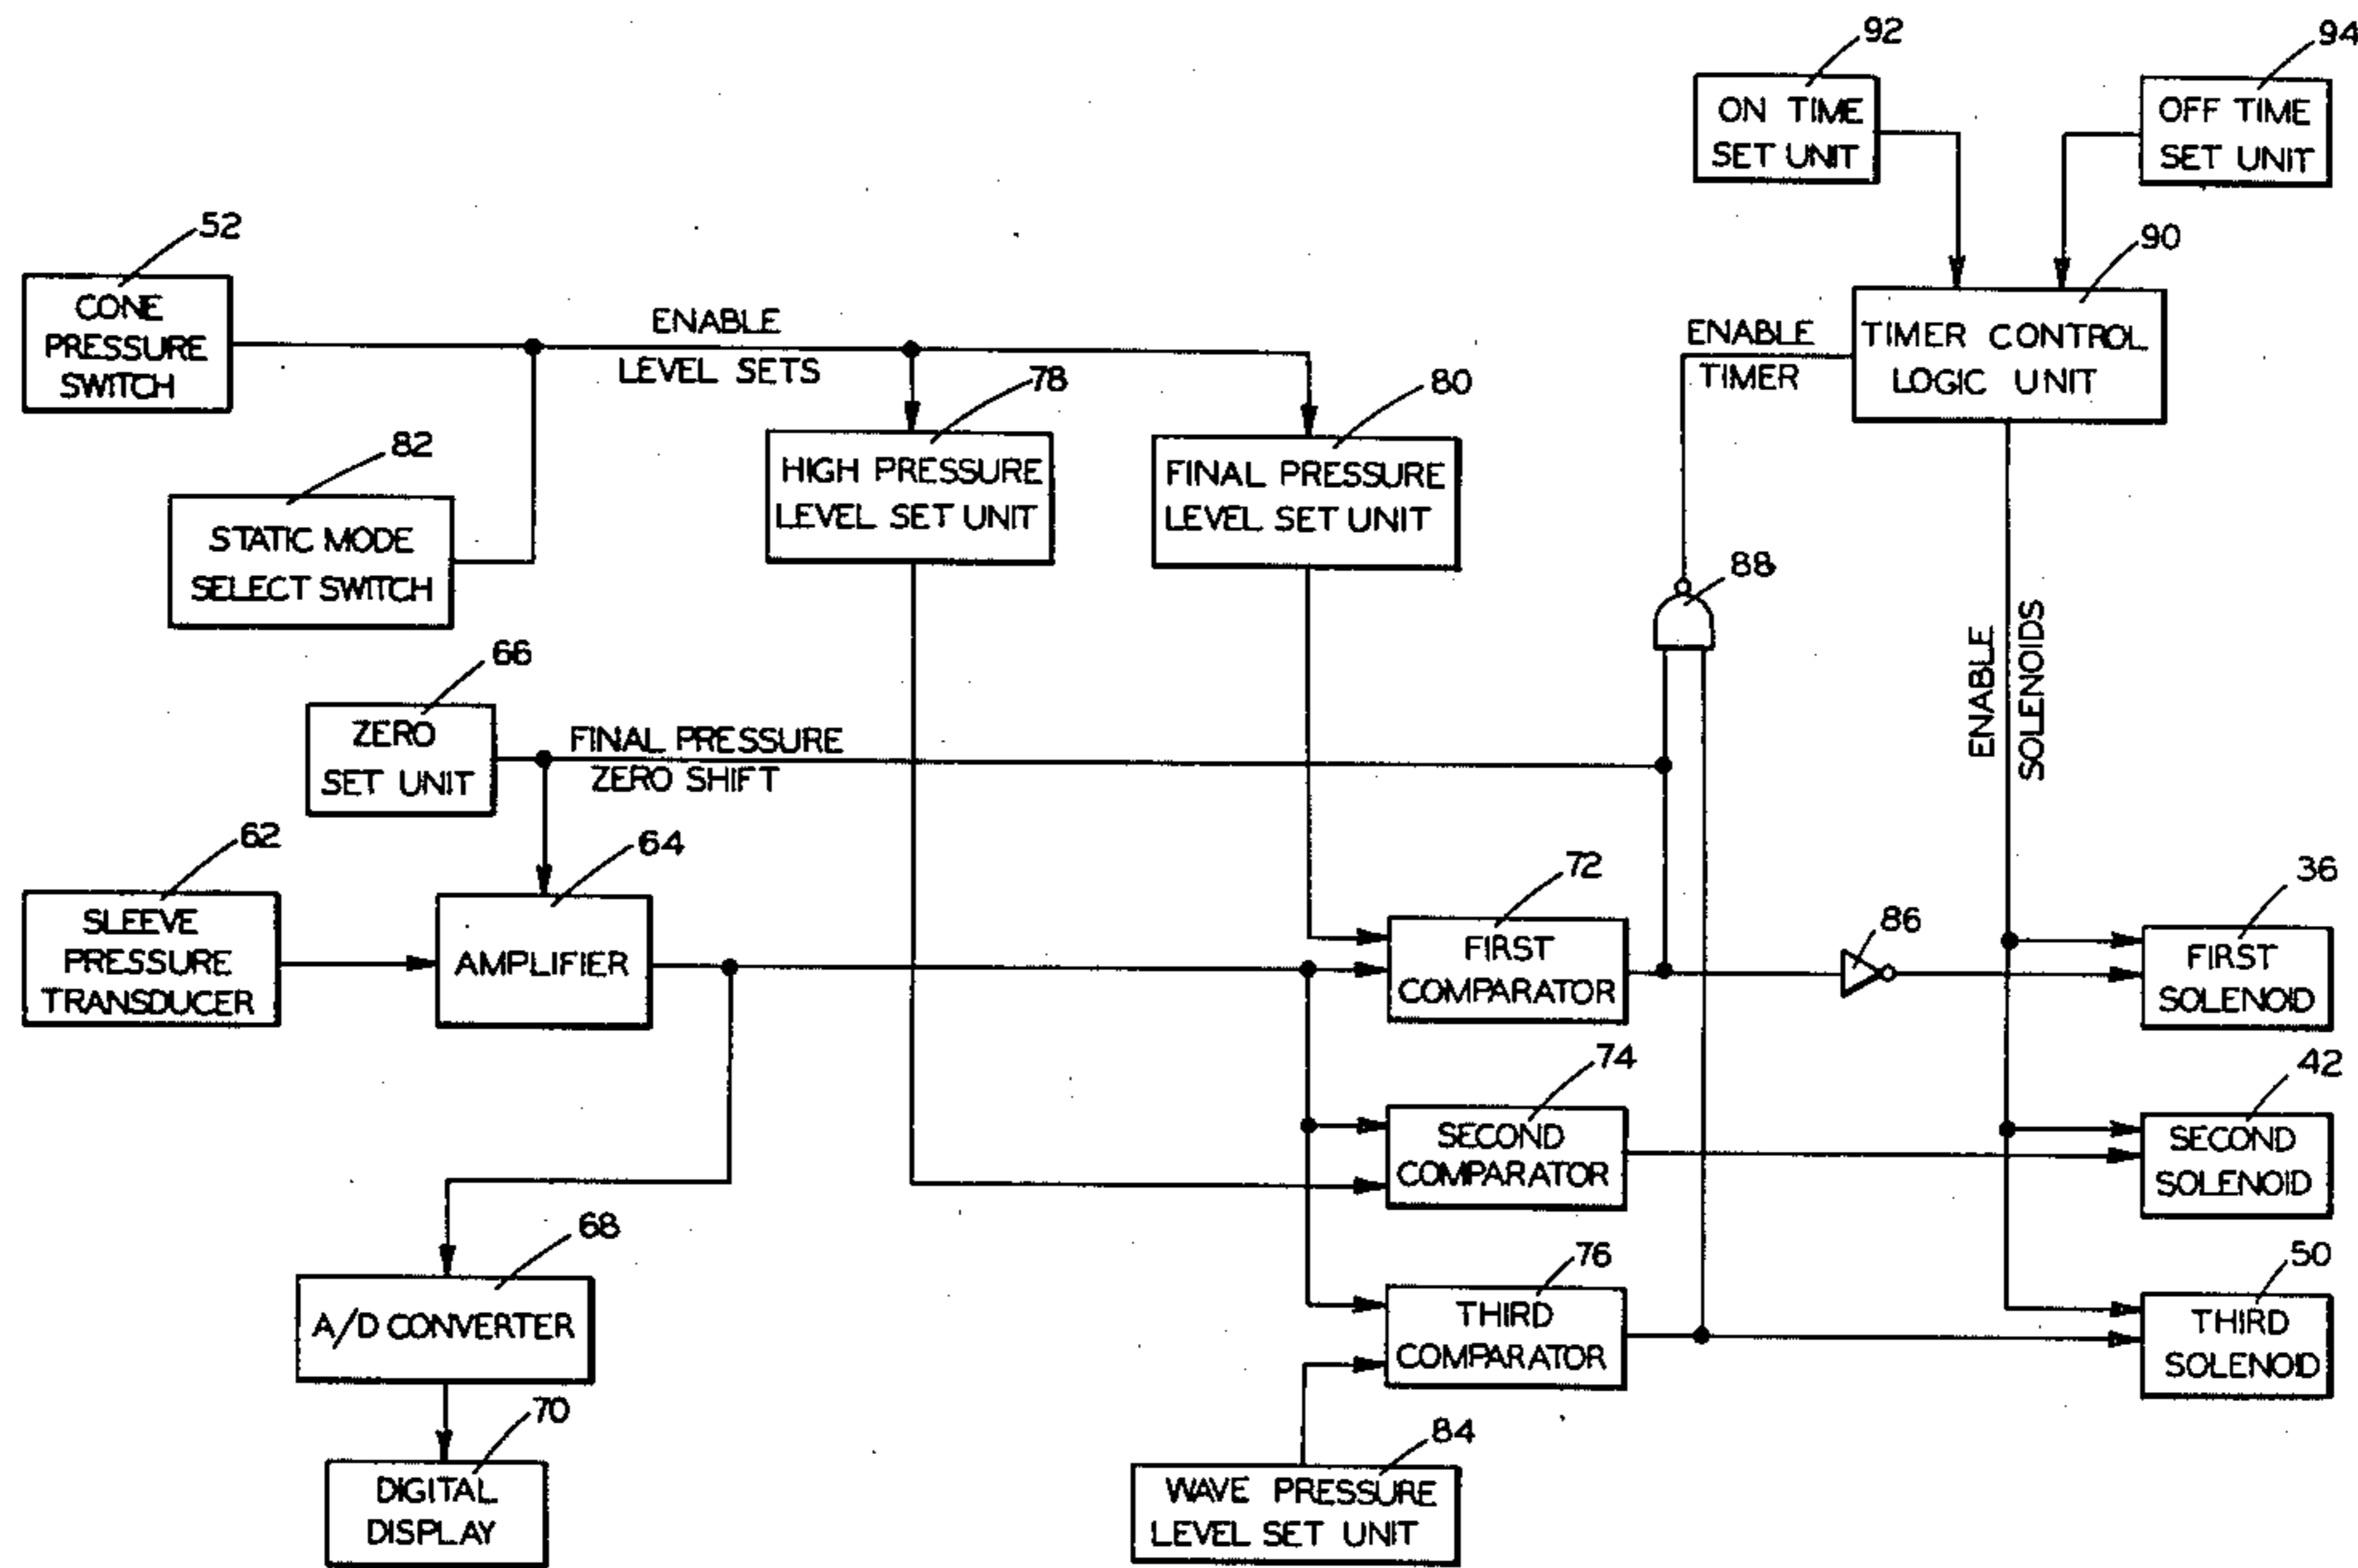 92
94
ON TIME
SET UNIT
OFF TIME
SET UNIT
52
90
CONE
PRESSURE
SWITCH
ENABLE
LEVEL SETS
ENABLE
TIMER
TIMER CONTROL
LOGIC UNIT
78
80
82
HIGH PRESSURE
LEVEL SET UNIT
FINAL PRESSURE
LEVEL SET UNIT
STATIC MODE
SELECT SWITCH
88
ENABLE
SOLENOIDS
66
ZERO
SET UNIT
FINAL PRESSURE
ZERO SHIFT
62
64
72
36
SLEEVE
PRESSURE
TRANSDUCER
AMPLIFIER
FIRST
COMPARATOR
86
FIRST
SOLENOID
74
42
SECOND
COMPARATOR
SECOND
SOLENOID
68
76
50
A/D CONVERTER
THIRD
COMPARATOR
THIRD
SOLENOID
70
84
DIGITAL
DISPLAY
WAVE PRESSURE
LEVEL SET UNIT